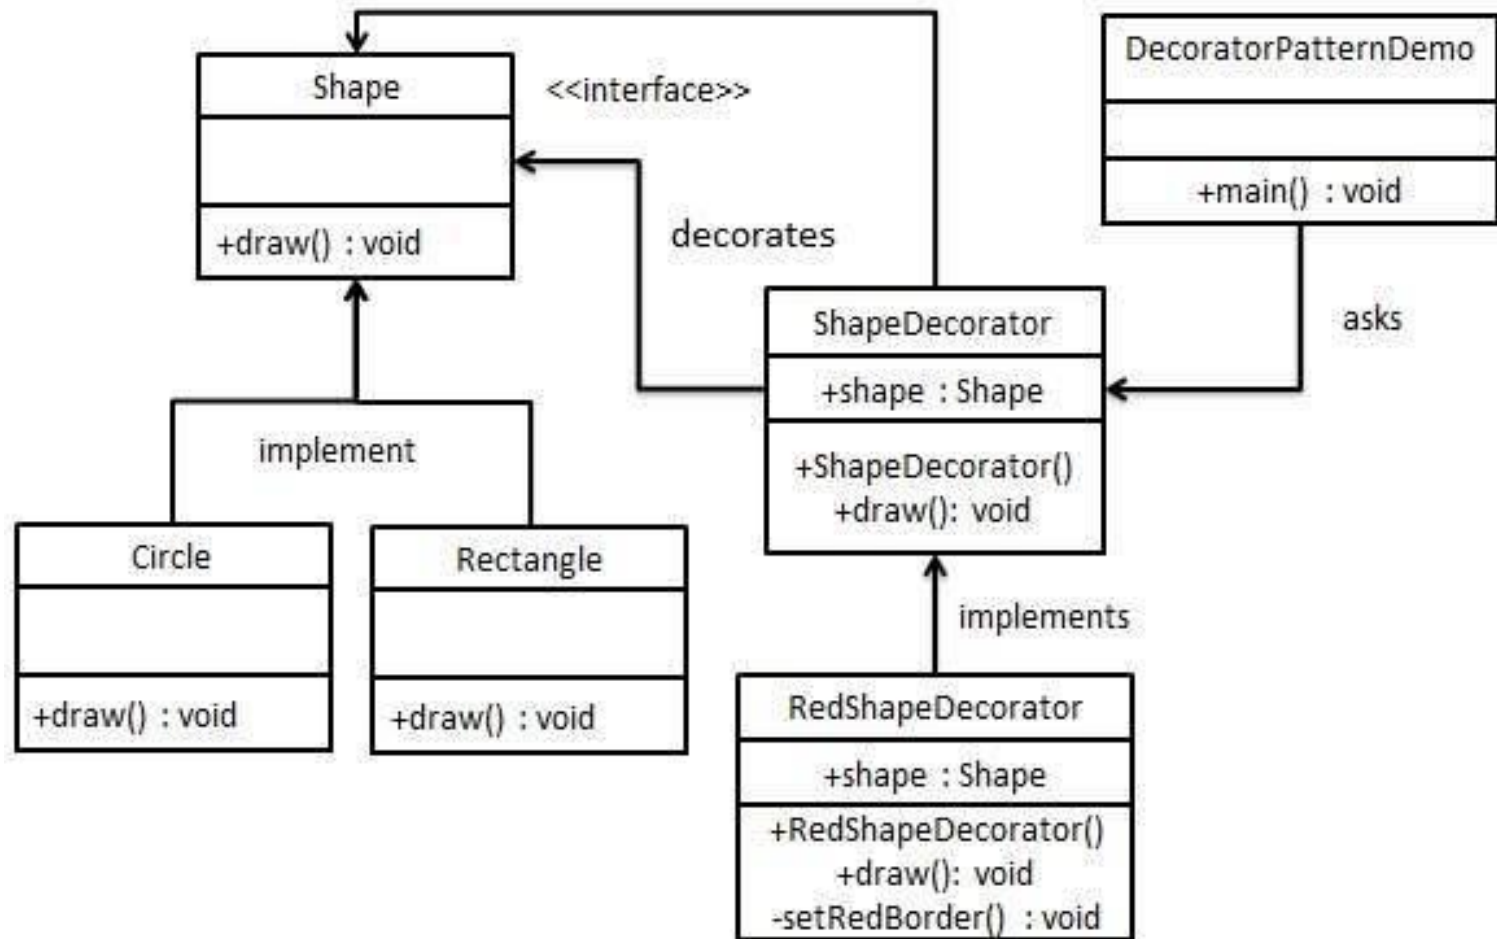 Shape
+draw() : void
<<interface>>
decorates
DecoratorPatternDemo
+main() : void
asks
ShapeDecorator
+shape : Shape
+ShapeDecorator()
+draw(): void
implement
Circle
+draw() : void
Rectangle
+draw() : void
implements
RedShapeDecorator
+shape : Shape
+RedShapeDecorator()
+draw(): void
-setRedBorder() : void